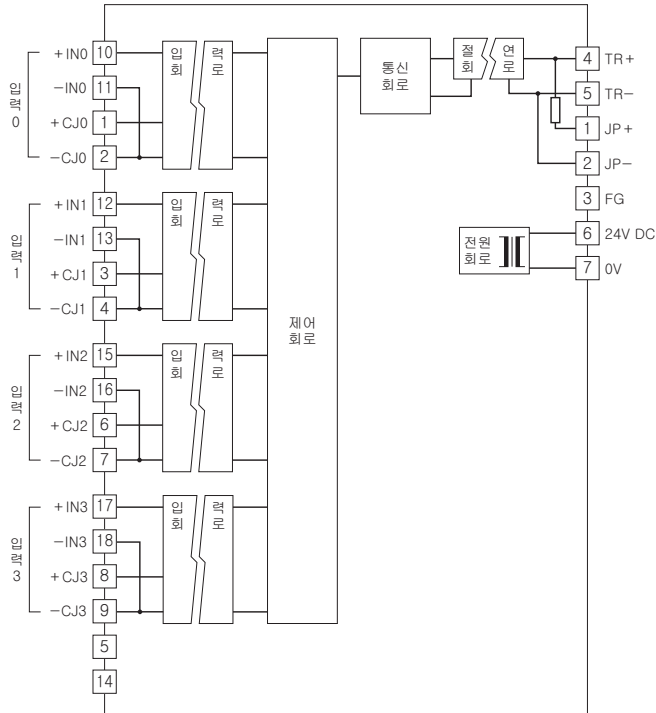 입력 0
+IN0 10
−IN0 11
+CJ0 1
−CJ0 2
입력
회로
입력 1
+IN1 12
−IN1 13
+CJ1 3
−CJ1 4
입력
회로
입력 2
+IN2 15
−IN2 16
+CJ2 6
−CJ2 7
입력
회로
입력 3
+IN3 17
−IN3 18
+CJ3 8
−CJ3 9
입력
회로
5
14
제어
회로
통신
회로
절연
회로
4 TR+
5 TR−
1 JP+
2 JP−
3 FG
6 24V DC
7 0V
전원
회로